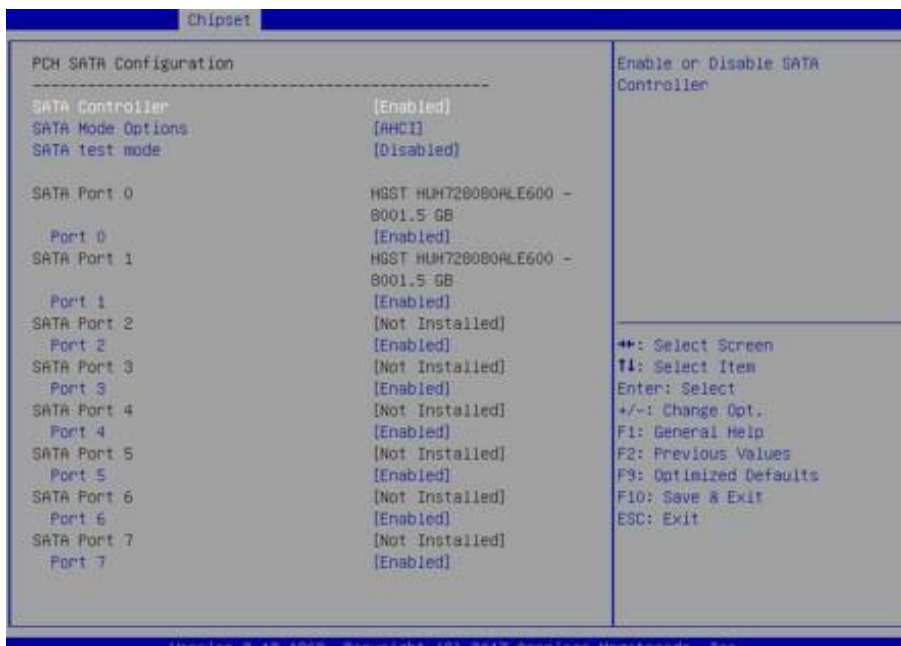 Chipset
PCH SATA Configuration
SATA Controller [Enabled]
SATA Mode Options [AHCI]
SATA test mode [Disabled]
SATA Port 0 HGST HUH728080ALE600 -
8001.5 GB
Port 0 [Enabled]
SATA Port 1 HGST HUH728080ALE600 -
8001.5 GB
Port 1 [Enabled]
SATA Port 2 [Not Installed]
Port 2 [Enabled]
SATA Port 3 [Not Installed]
Port 3 [Enabled]
SATA Port 4 [Not Installed]
Port 4 [Enabled]
SATA Port 5 [Not Installed]
Port 5 [Enabled]
SATA Port 6 [Not Installed]
Port 6 [Enabled]
SATA Port 7 [Not Installed]
Port 7 [Enabled]
Enable or Disable SATA
Controller
↔: Select Screen
↑↓: Select Item
Enter: Select
+/-: Change Opt.
F1: General Help
F2: Previous Values
F9: Optimized Defaults
F10: Save & Exit
ESC: Exit